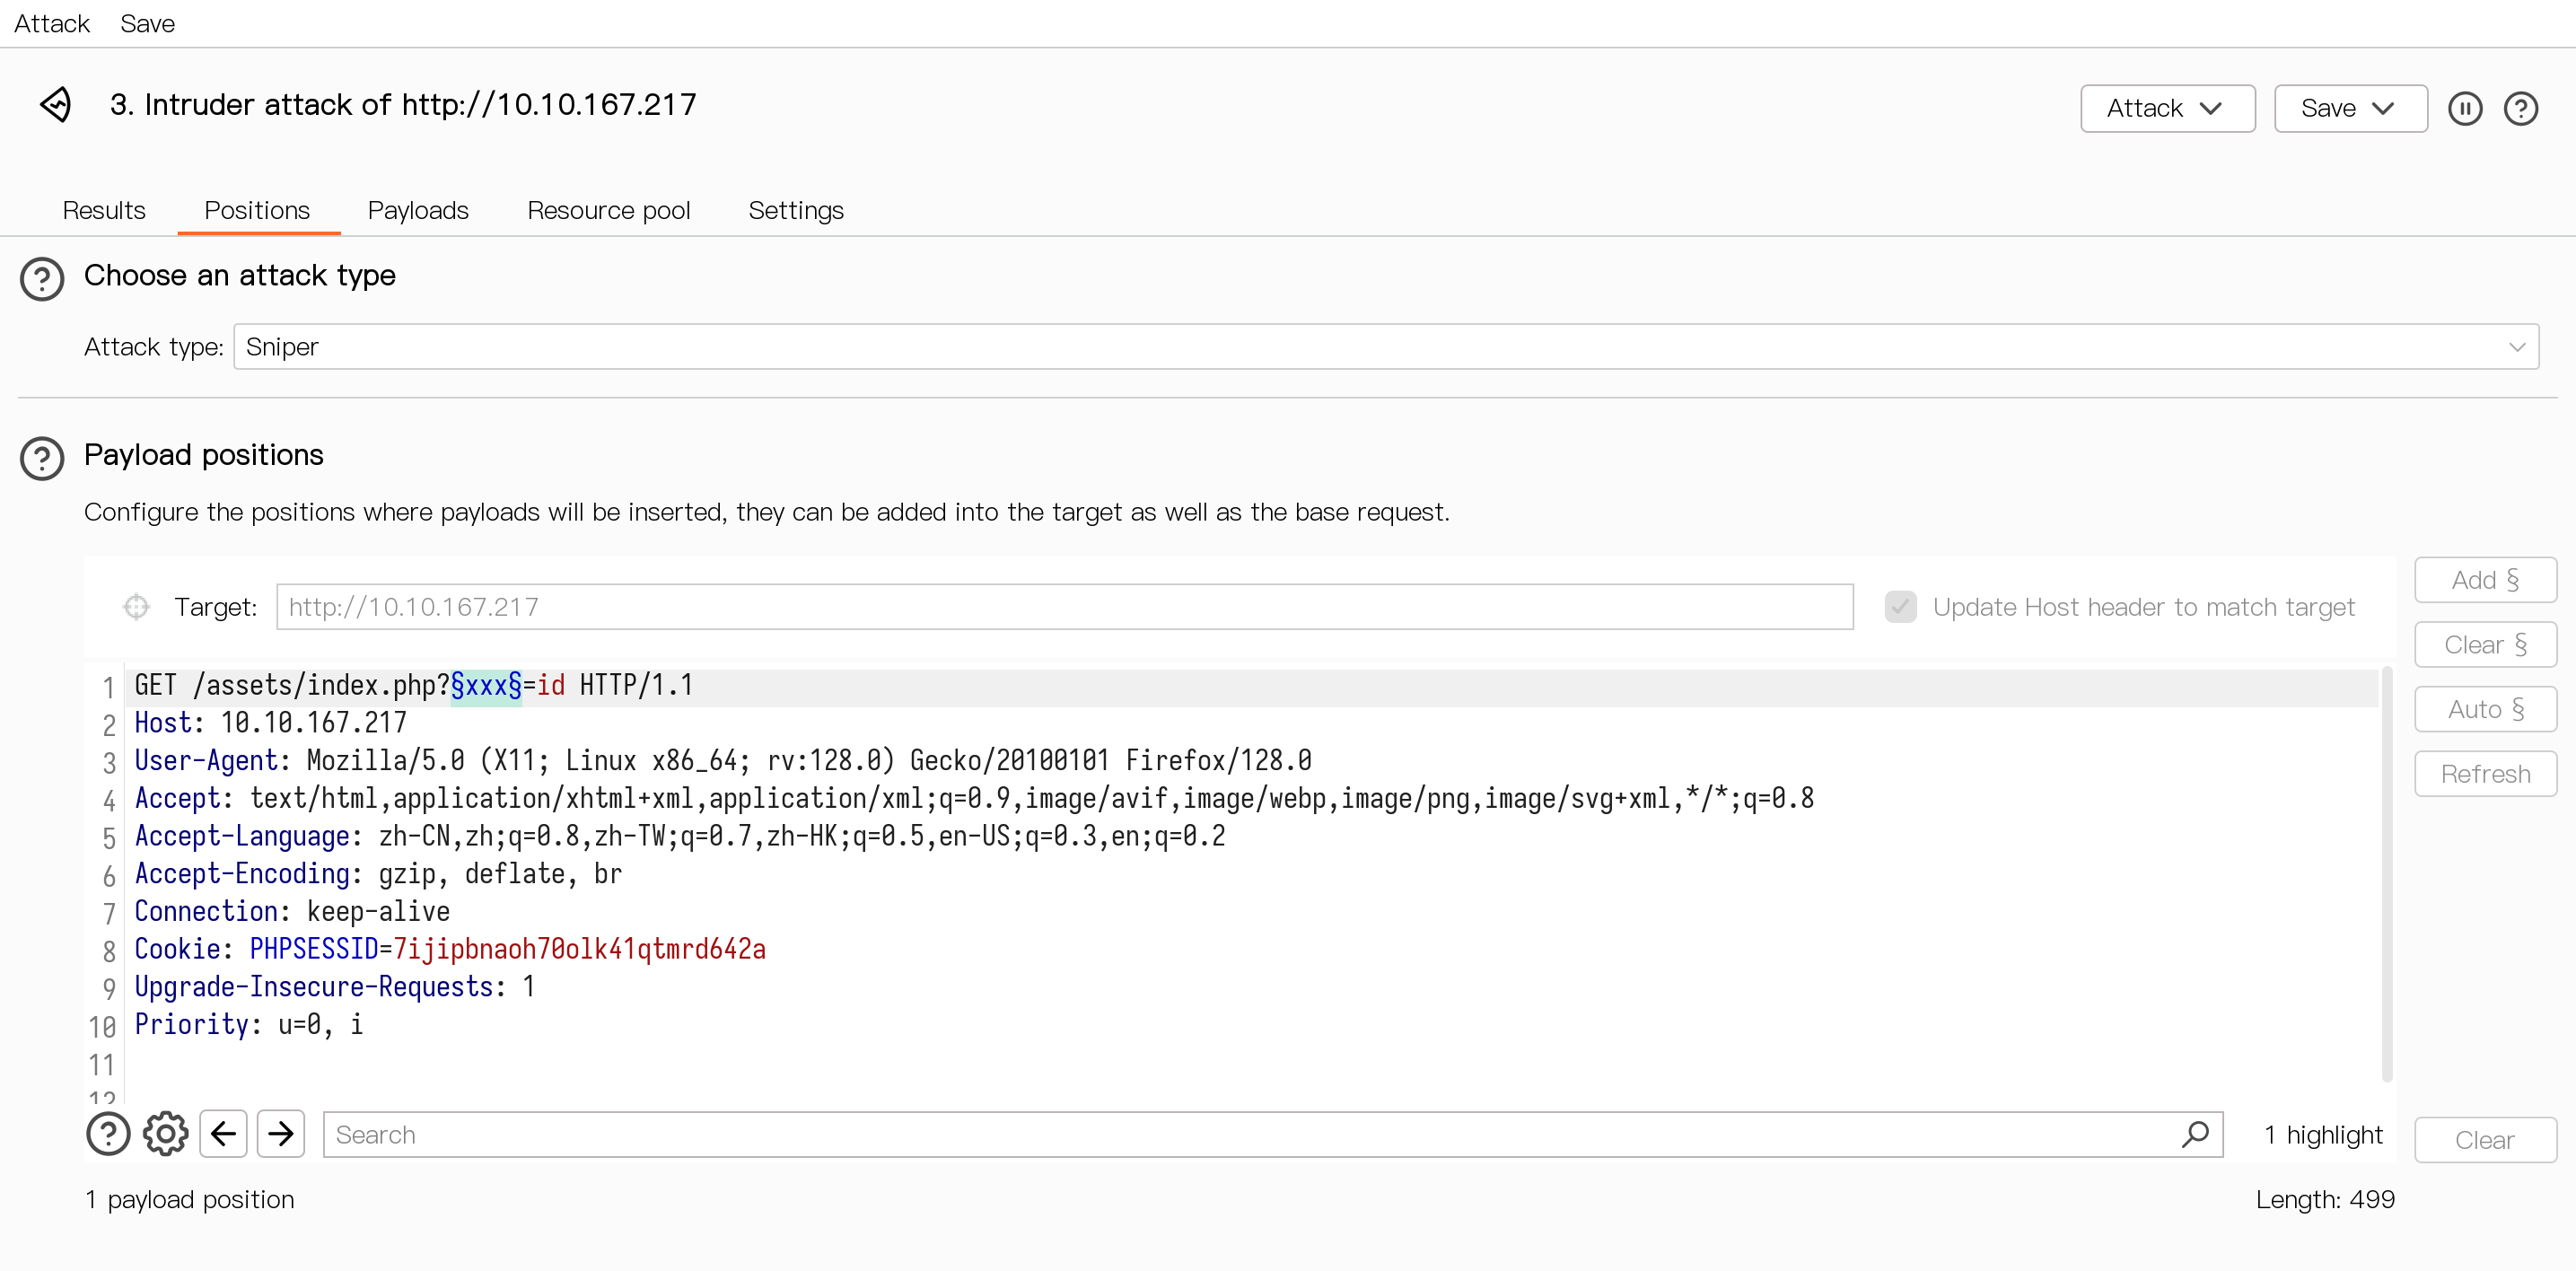 Attack Save
3. Intruder attack of http://10.10.167.217
Attack Save
Results Positions Payloads Resource pool Settings
Choose an attack type
Attack type: Sniper
Payload positions
Configure the positions where payloads will be inserted, they can be added into the target as well as the base request.
Target: http://10.10.167.217 Update Host header to match target
Add §
Clear §
Auto §
Refresh
1 GET /assets/index.php?§xxx§=id HTTP/1.1
2 Host: 10.10.167.217
3 User-Agent: Mozilla/5.0 (X11; Linux x86_64; rv:128.0) Gecko/20100101 Firefox/128.0
4 Accept: text/html,application/xhtml+xml,application/xml;q=0.9,image/avif,image/webp,image/png,image/svg+xml,*/*;q=0.8
5 Accept-Language: zh-CN,zh;q=0.8,zh-TW;q=0.7,zh-HK;q=0.5,en-US;q=0.3,en;q=0.2
6 Accept-Encoding: gzip, deflate, br
7 Connection: keep-alive
8 Cookie: PHPSESSID=7ijipbnaoh70olk41qtmrd642a
9 Upgrade-Insecure-Requests: 1
10 Priority: u=0, i
11
12
Search 1 highlight Clear
1 payload position Length: 499